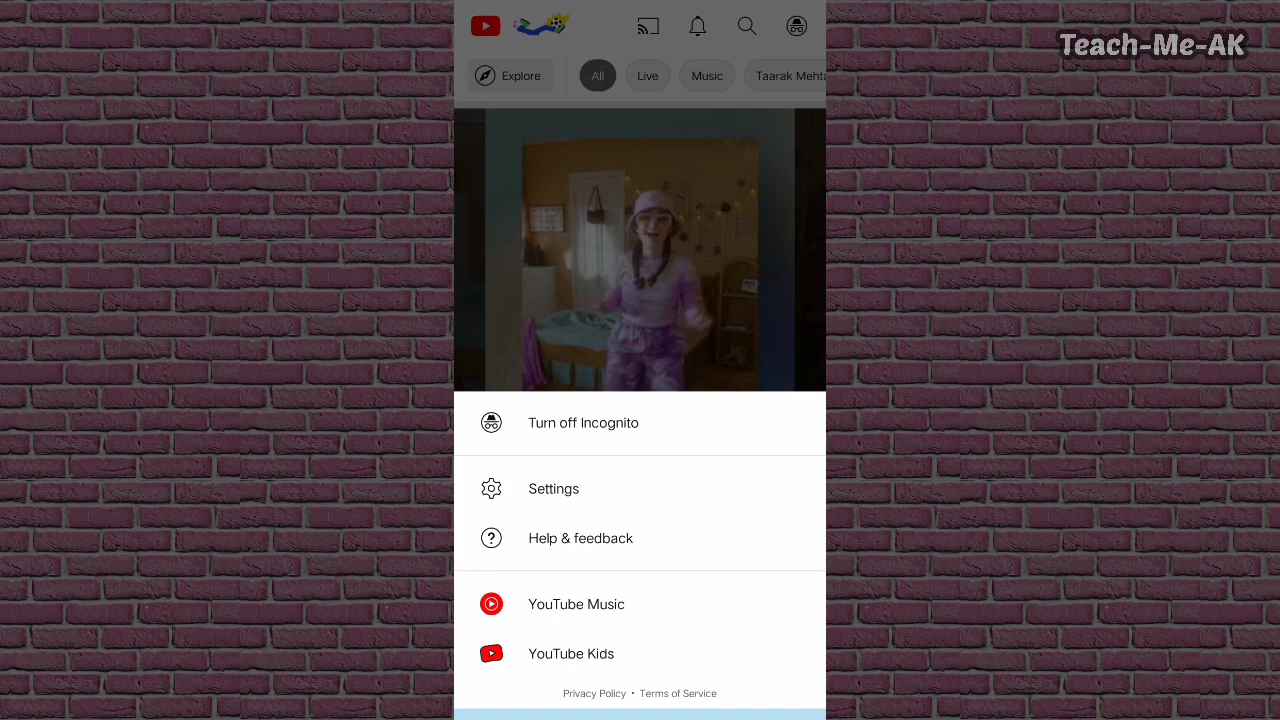 Teach-Me-AK
Explore
All
Live
Music
Taarak Mehta
Turn off Incognito
Settings
Help & feedback
YouTube Music
YouTube Kids
Privacy Policy • Terms of Service